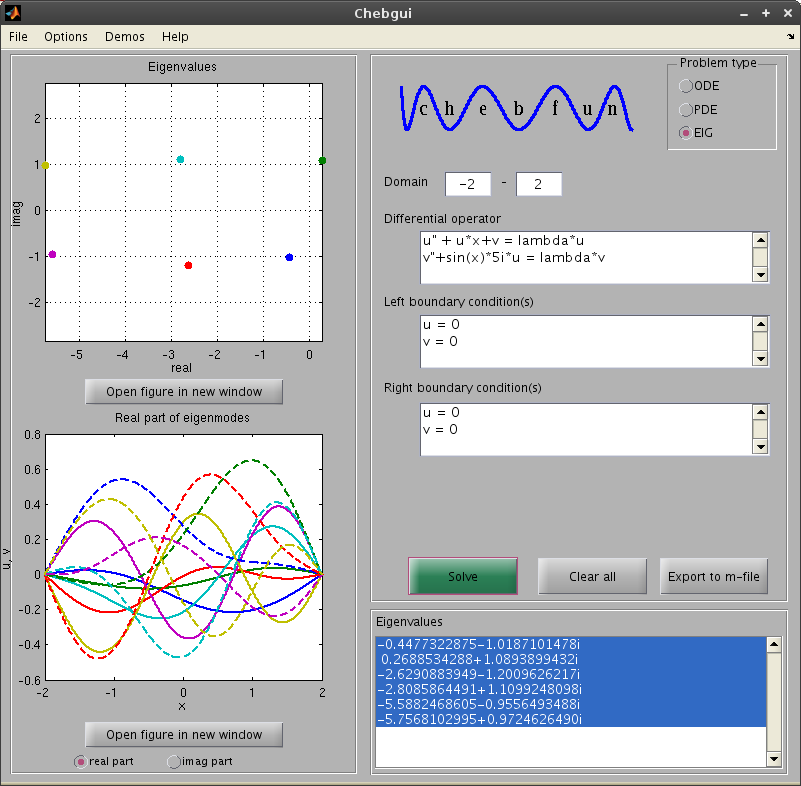 Chebgui
File Options Demos Help
Eigenvalues
2
1
0
-1
-2
imag
-5 -4 -3 -2 -1 0
real
Open figure in new window
Real part of eigenmodes
0.8
0.6
0.4
0.2
0
-0.2
-0.4
-0.6
u, v
-2 -1 0 1 2
x
Open figure in new window
real part imag part
chebfun
Problem type
ODE
PDE
EIG
Domain -2 - 2
Differential operator
u" + u*x+v = lambda*u
v"+sin(x)*5i*u = lambda*v
Left boundary condition(s)
u = 0
v = 0
Right boundary condition(s)
u = 0
v = 0
Solve Clear all Export to m-file
Eigenvalues
-0.4477322875-1.0187101478i
0.2688534288+1.0893899432i
-2.6290883949-1.2009626217i
-2.8085864491+1.1099248098i
-5.5882468605-0.9556493488i
-5.7568102995+0.9724626490i